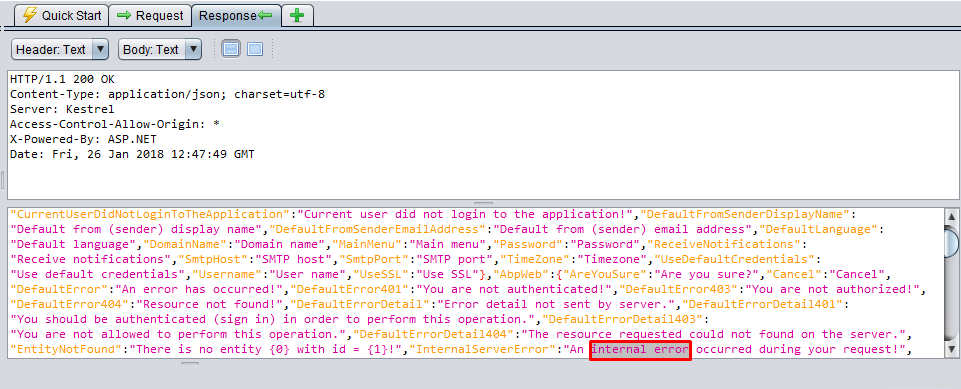 Quick Start Request Response
Header: Text Body: Text
HTTP/1.1 200 OK
Content-Type: application/json; charset=utf-8
Server: Kestrel
Access-Control-Allow-Origin: *
X-Powered-By: ASP.NET
Date: Fri, 26 Jan 2018 12:47:49 GMT
"CurrentUserDidNotLoginToTheApplication":"Current user did not login to the application!","DefaultFromSenderDisplayName":
"Default from (sender) display name","DefaultFromSenderEmailAddress":"Default from (sender) email address","DefaultLanguage":
"Default language","DomainName":"Domain name","MainMenu":"Main menu","Password":"Password","ReceiveNotifications":
"Receive notifications","SmtpHost":"SMTP host","SmtpPort":"SMTP port","TimeZone":"Timezone","UseDefaultCredentials":
"Use default credentials","Username":"User name","UseSSL":"Use SSL"},"AbpWeb":{"AreYouSure":"Are you sure?","Cancel":"Cancel",
"DefaultError":"An error has occurred!","DefaultError401":"You are not authenticated!","DefaultError403":"You are not authorized!",
"DefaultError404":"Resource not found!","DefaultErrorDetail":"Error detail not sent by server.","DefaultErrorDetail401":
"You should be authenticated (sign in) in order to perform this operation.","DefaultErrorDetail403":
"You are not allowed to perform this operation.","DefaultErrorDetail404":"The resource requested could not found on the server.",
"EntityNotFound":"There is no entity {0} with id = {1}!","InternalServerError":"An internal error occurred during your request!",